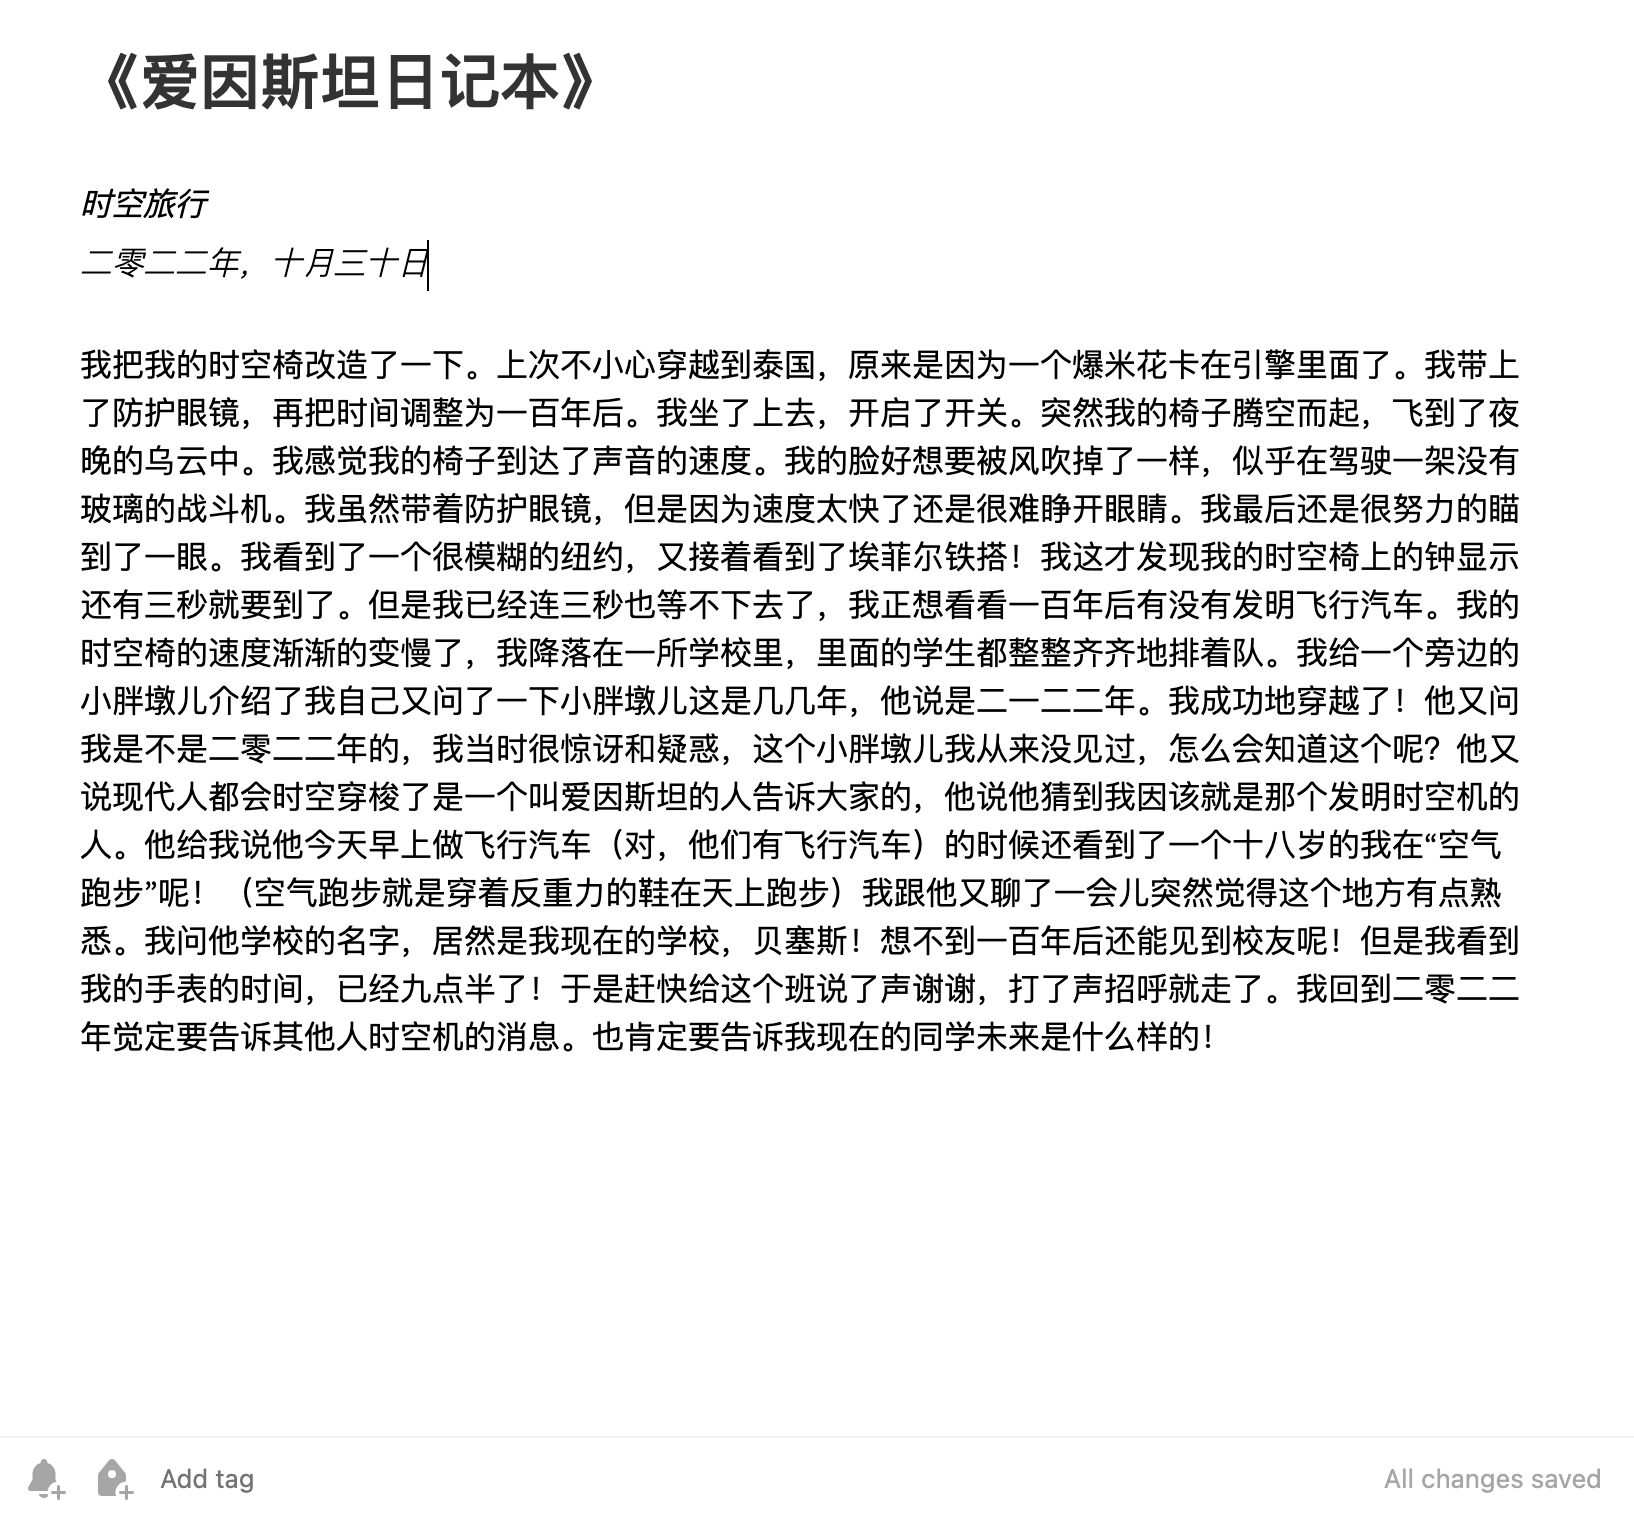 《爱因斯坦日记本》
时空旅行
二零二二年，十月三十日
我把我的时空椅改造了一下。上次不小心穿越到泰国，原来是因为一个爆米花卡在引擎里面了。我带上
了防护眼镜，再把时间调整为一百年后。我坐了上去，开启了开关。突然我的椅子腾空而起，飞到了夜
晚的乌云中。我感觉我的椅子到达了声音的速度。我的脸好想要被风吹掉了一样，似乎在驾驶一架没有
玻璃的战斗机。我虽然带着防护眼镜，但是因为速度太快了还是很难睁开眼睛。我最后还是很努力的瞄
到了一眼。我看到了一个很模糊的纽约，又接着看到了埃菲尔铁搭！我这才发现我的时空椅上的钟显示
还有三秒就要到了。但是我已经连三秒也等不下去了，我正想看看一百年后有没有发明飞行汽车。我的
时空椅的速度渐渐的变慢了，我降落在一所学校里，里面的学生都整整齐齐地排着队。我给一个旁边的
小胖墩儿介绍了我自己又问了一下小胖墩儿这是几几年，他说是二一二二年。我成功地穿越了！他又问
我是不是二零二二年的，我当时很惊讶和疑惑，这个小胖墩儿我从来没见过，怎么会知道这个呢？他又
说现代人都会时空穿梭了是一个叫爱因斯坦的人告诉大家的，他说他猜到我因该就是那个发明时空机的
人。他给我说他今天早上做飞行汽车（对，他们有飞行汽车）的时候还看到了一个十八岁的我在“空气
跑步”呢！（空气跑步就是穿着反重力的鞋在天上跑步）我跟他又聊了一会儿突然觉得这个地方有点熟
悉。我问他学校的名字，居然是我现在的学校，贝塞斯！想不到一百年后还能见到校友呢！但是我看到
我的手表的时间，已经九点半了！于是赶快给这个班说了声谢谢，打了声招呼就走了。我回到二零二二
年觉定要告诉其他人时空机的消息。也肯定要告诉我现在的同学未来是什么样的！
Add tag
All changes saved